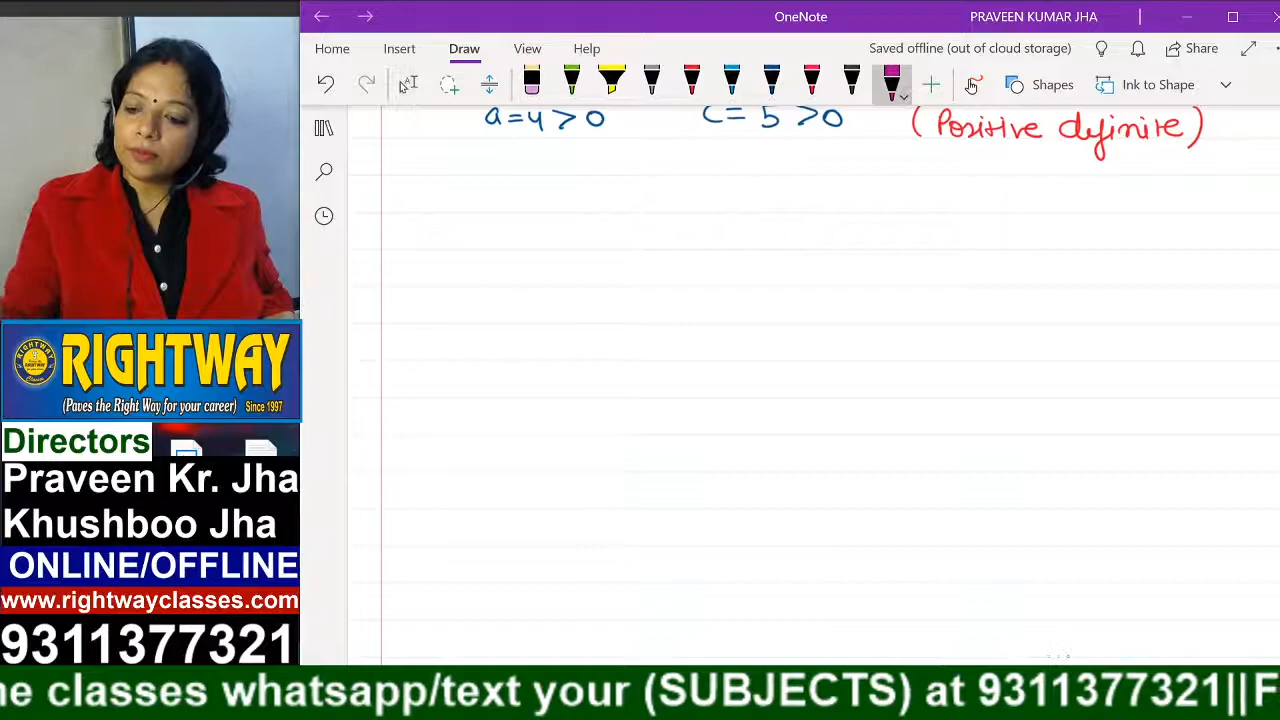 OneNote
PRAVEEN KUMAR JHA
Home Insert Draw View Help
Saved offline (out of cloud storage)
Share
Shapes
Ink to Shape
a=4>0 c=5>0 (Positive definite)
RIGHTWAY
(Paves the Right Way for your career) Since 1997
Directors
Praveen Kr. Jha
Khushboo Jha
ONLINE/OFFLINE
www.rightwayclasses.com
9311377321
ne classes whatsapp/text your (SUBJECTS) at 9311377321||F